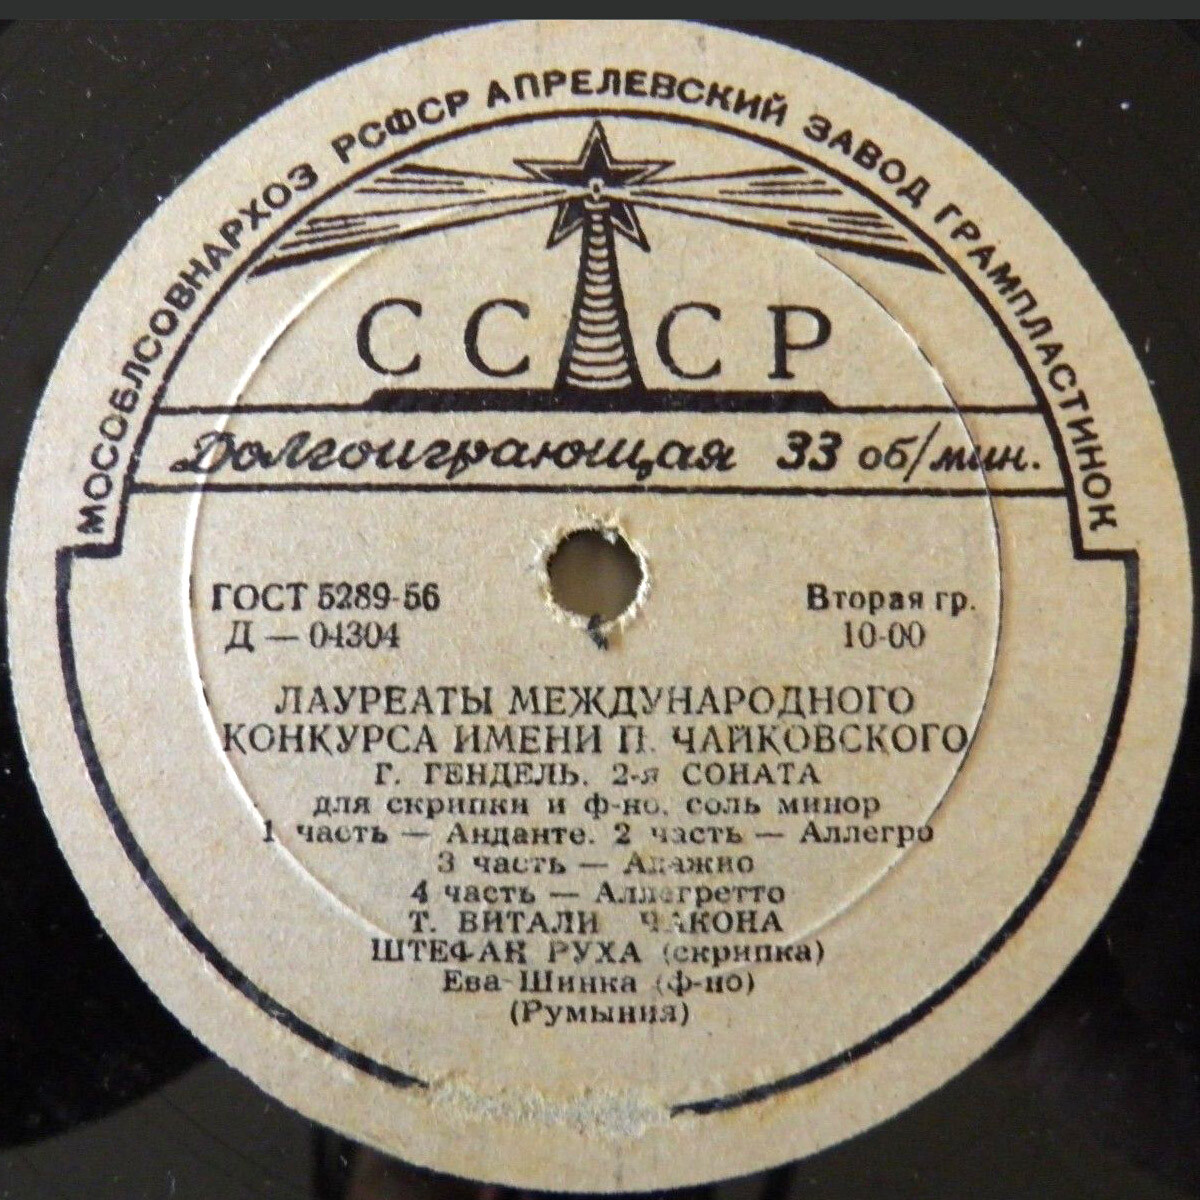 МОСОБЛСОВНАРХОЗ РСФСР АПРЕЛЕВСКИЙ ЗАВОД ГРАМПЛАСТИНОК
СССР
Долгоиграющая 33 об/мин.
ГОСТ 5289-56
Вторая гр.
Д — 04304
10-00
ЛАУРЕАТЫ МЕЖДУНАРОДНОГО
КОНКУРСА ИМЕНИ П. ЧАЙКОВСКОГО
Г. ГЕНДЕЛЬ. 2-я СОНАТА
для скрипки и ф-но, соль минор
1 часть — Анданте. 2 часть — Аллегро
3 часть — Адажио
4 часть — Аллегретто
Т. ВИТАЛИ ЧАКОНА
ШТЕФАН РУХА (скрипка)
Ева Шинка (ф-но)
(Румыния)